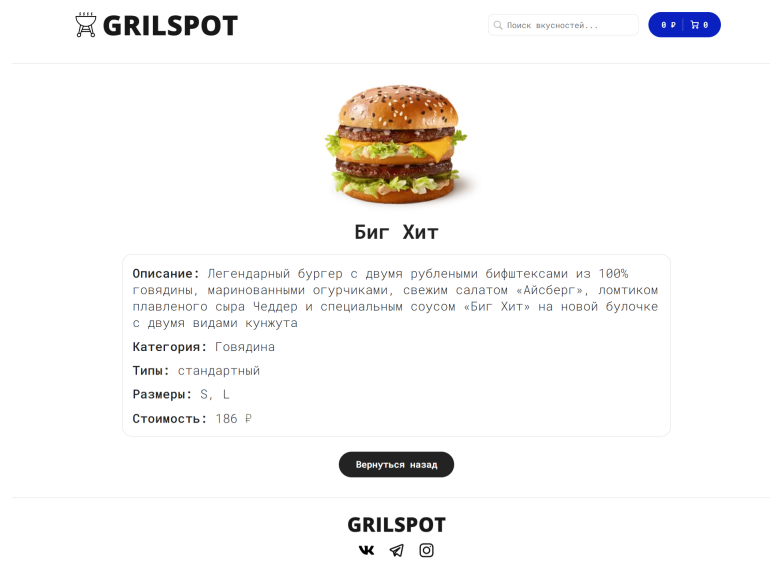 GRILSPOT
Поиск вкусностей...
0 ₽
0
Биг Хит
Описание: Легендарный бургер с двумя рублеными бифштексами из 100%
говядины, маринованными огурчиками, свежим салатом «Айсберг», ломтиком
плавленого сыра Чеддер и специальным соусом «Биг Хит» на новой булочке
с двумя видами кунжута
Категория: Говядина
Типы: стандартный
Размеры: S, L
Стоимость: 186 ₽
Вернуться назад
GRILSPOT